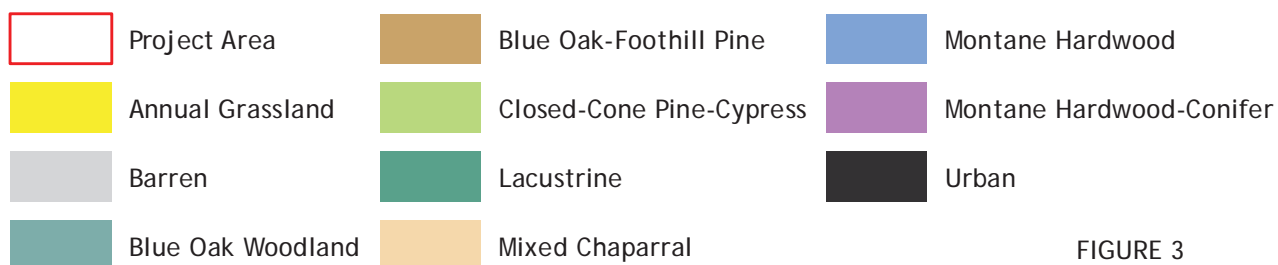 Project Area
Annual Grassland
Barren
Blue Oak Woodland
Blue Oak-Foothill Pine
Closed-Cone Pine-Cypress
Lacustrine
Mixed Chaparral
Montane Hardwood
Montane Hardwood-Conifer
Urban
FIGURE 3